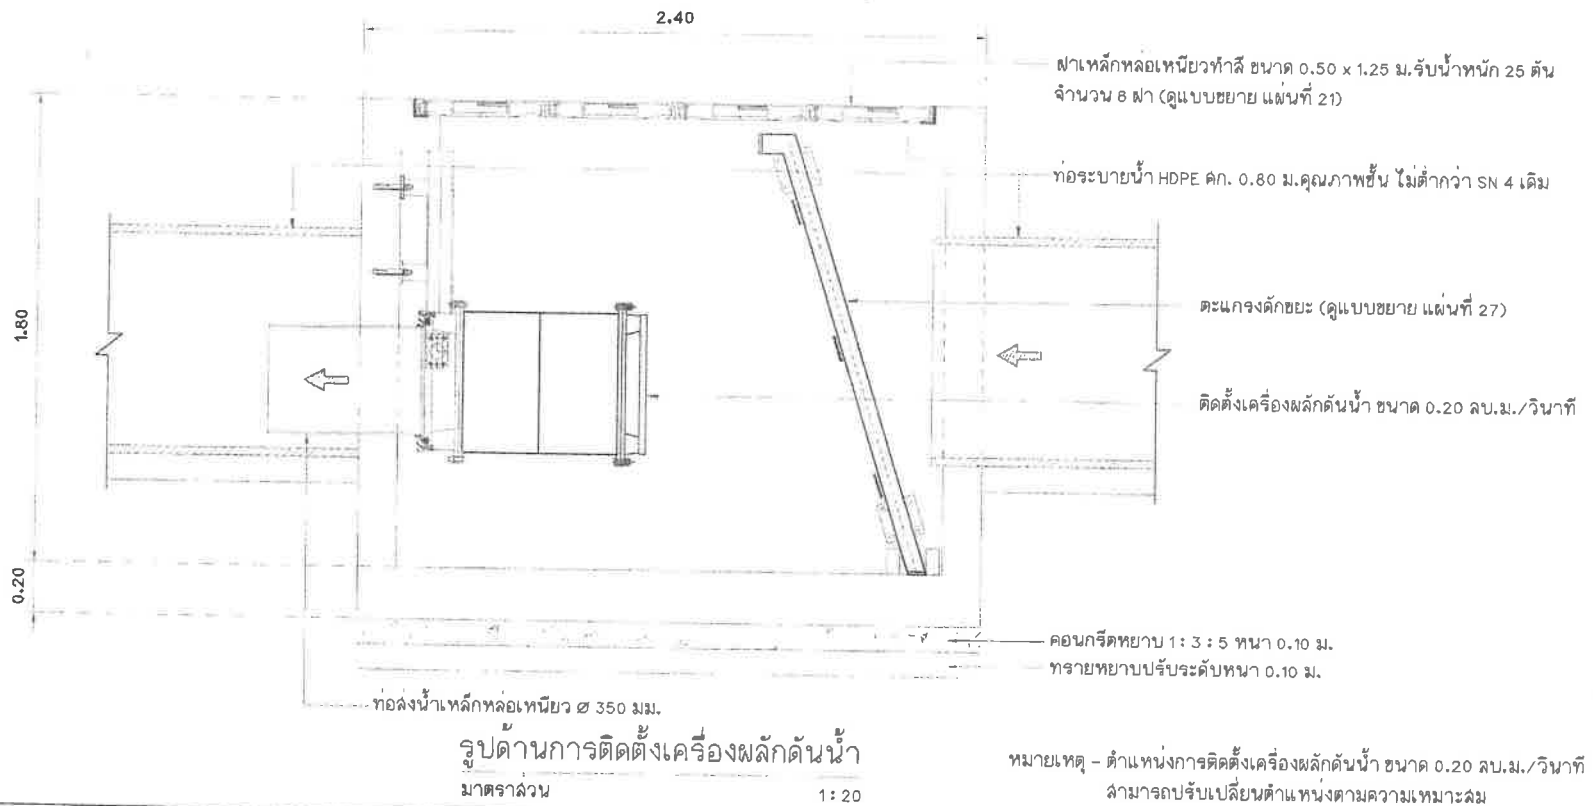 2.40
ฝาเหล็กหล่อเหนียวทำสี ขนาด 0.50 x 1.25 ม.รับน้ำหนัก 25 ตัน
จำนวน 8 ฝา (ดูแบบขยาย แผ่นที่ 21)
ท่อระบายน้ำ HDPE ศก. 0.80 ม.คุณภาพชั้น ไม่ต่ำกว่า SN 4 เดิม
1.80
ตะแกรงดักขยะ (ดูแบบขยาย แผ่นที่ 27)
ติดตั้งเครื่องผลักดันน้ำ ขนาด 0.20 ลบ.ม./วินาที
0.20
คอนกรีตหยาบ 1 : 3 : 5 หนา 0.10 ม.
ทรายหยาบปรับระดับหนา 0.10 ม.
ท่อส่งน้ำเหล็กหล่อเหนียว Ø 350 มม.
รูปด้านการติดตั้งเครื่องผลักดันน้ำ
มาตราส่วน 1 : 20
หมายเหตุ - ตำแหน่งการติดตั้งเครื่องผลักดันน้ำ ขนาด 0.20 ลบ.ม./วินาที
สามารถปรับเปลี่ยนตำแหน่งตามความเหมาะสม